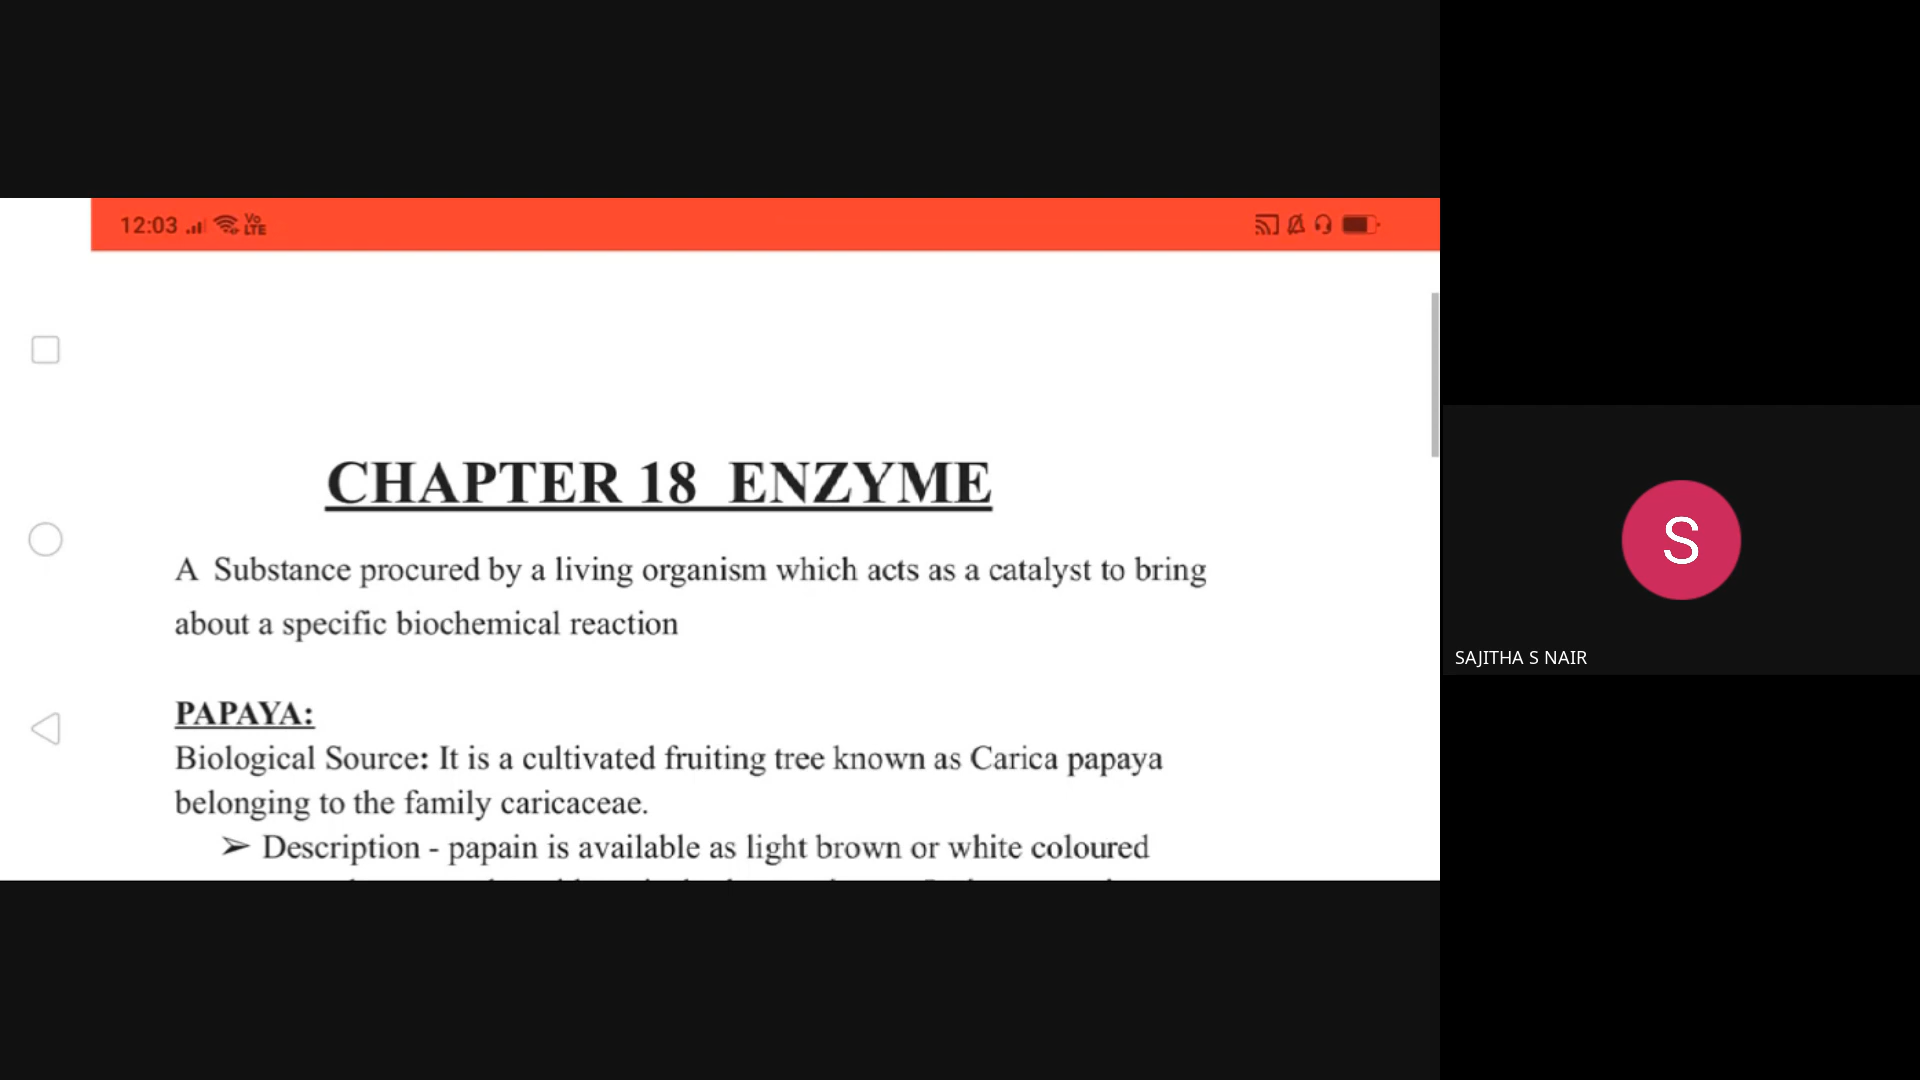 12:03
Vo
LTE
CHAPTER 18 ENZYME
A Substance procured by a living organism which acts as a catalyst to bring
about a specific biochemical reaction
PAPAYA:
Biological Source: It is a cultivated fruiting tree known as Carica papaya
belonging to the family caricaceae.
➢ Description - papain is available as light brown or white coloured
S
SAJITHA S NAIR